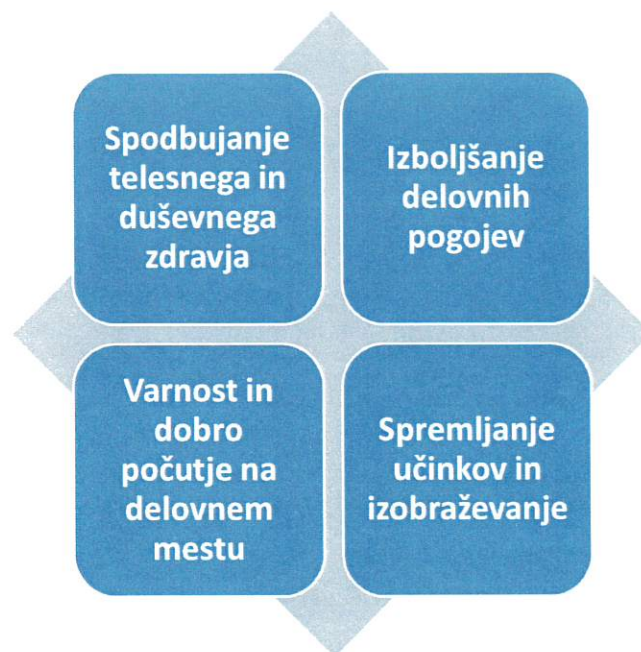 Spodbujanje
telesnega in
duševnega
zdravja
Izboljšanje
delovnih
pogojev
Varnost in
dobro
počutje na
delovnem
mestu
Spremljanje
učinkov in
izobraževanje